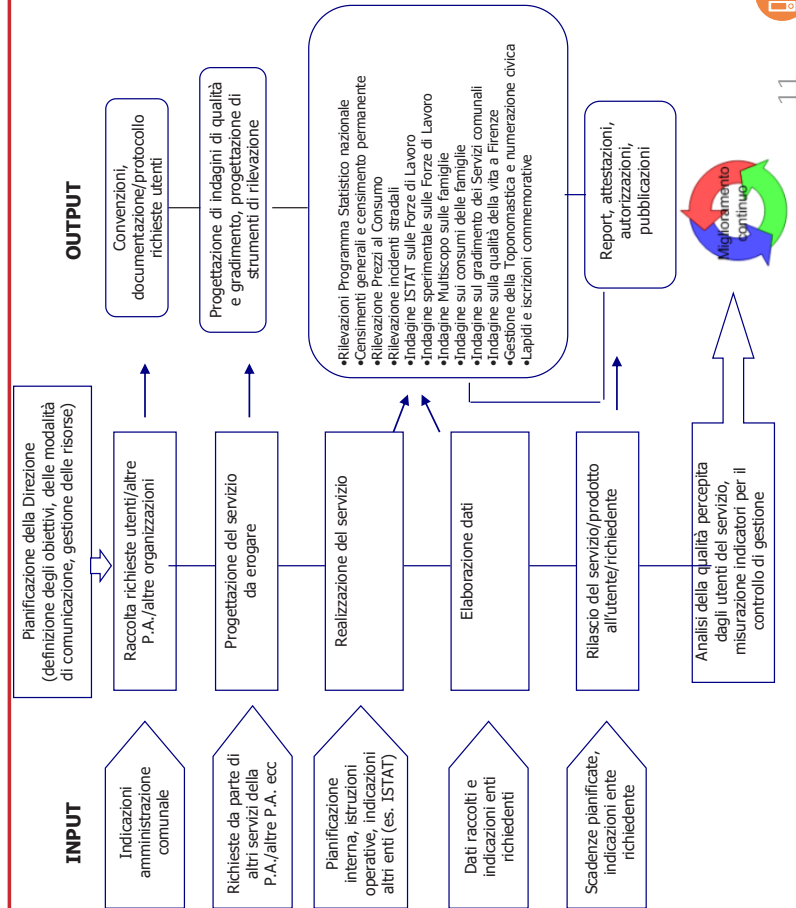 INPUT
OUTPUT
Pianificazione della Direzione
(definizione degli obiettivi, delle modalità
di comunicazione, gestione delle risorse)
Indicazioni
amministrazione
comunale
Raccolta richieste utenti/altre
P.A./altre organizzazioni
Convenzioni,
documentazione/protocollo
richieste utenti
Richieste da parte di
altri servizi della
P.A./altre P.A. ecc
Progettazione del servizio
da erogare
Progettazione di indagini di qualità
e gradimento, progettazione di
strumenti di rilevazione
Pianificazione
interna, istruzioni
operative, indicazioni
altri enti (es. ISTAT)
Realizzazione del servizio
•Rilevazioni Programma Statistico nazionale
•Censimenti generali e censimento permanente
•Rilevazione Prezzi al Consumo
•Rilevazione incidenti stradali
•Indagine ISTAT sulle Forze di Lavoro
•Indagine sperimentale sulle Forze di Lavoro
•Indagine Multiscopo sulle famiglie
•Indagine sui consumi delle famiglie
•Indagine sul gradimento dei Servizi comunali
•Indagine sulla qualità della vita a Firenze
•Gestione della Toponomastica e numerazione civica
•Lapidi e iscrizioni commemorative
Dati raccolti e
indicazioni enti
richiedenti
Elaborazione dati
Scadenze pianificate,
indicazioni ente
richiedente
Rilascio del servizio/prodotto
all'utente/richiedente
Report, attestazioni,
autorizzazioni,
pubblicazioni
Analisi della qualità percepita
dagli utenti del servizio,
misurazione indicatori per il
controllo di gestione
Miglioramento
continuo
11